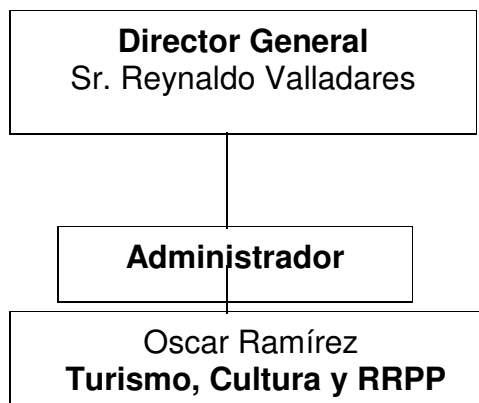 Director General
Sr. Reynaldo Valladares
Administrador
Oscar Ramírez
Turismo, Cultura y RRPP